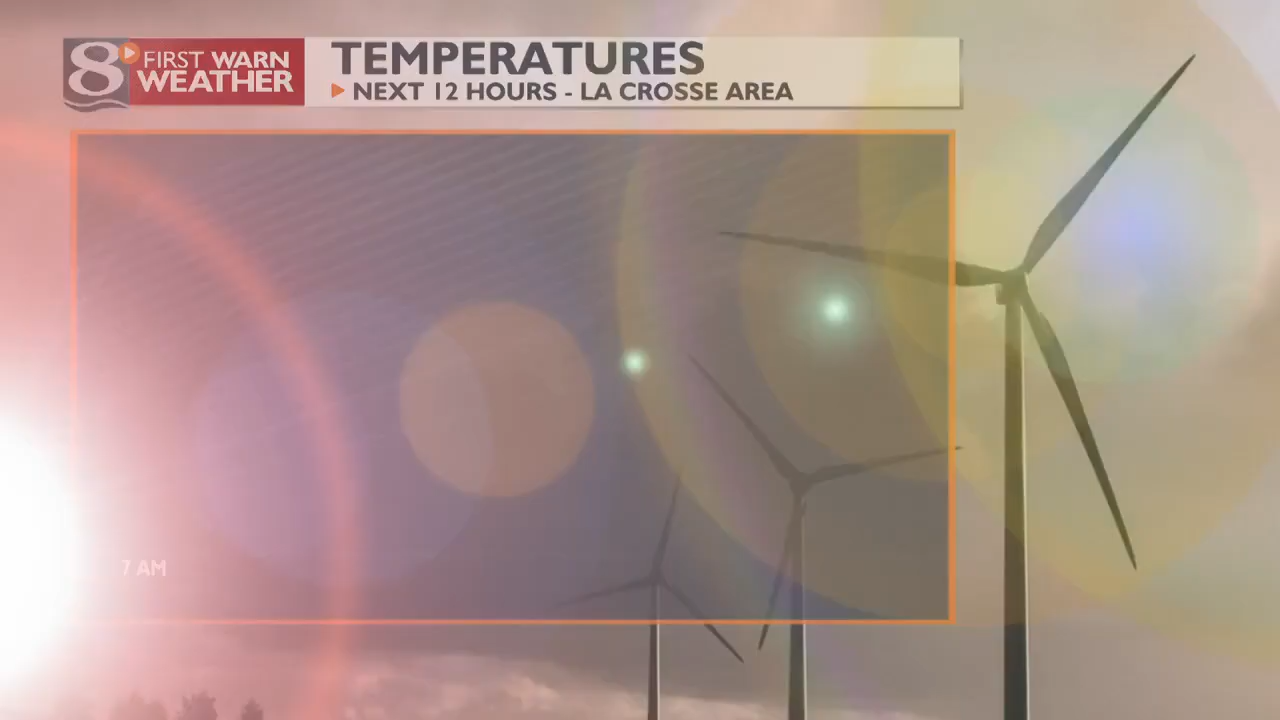 8 FIRST WARN
WEATHER
TEMPERATURES
NEXT 12 HOURS - LA CROSSE AREA
7 AM